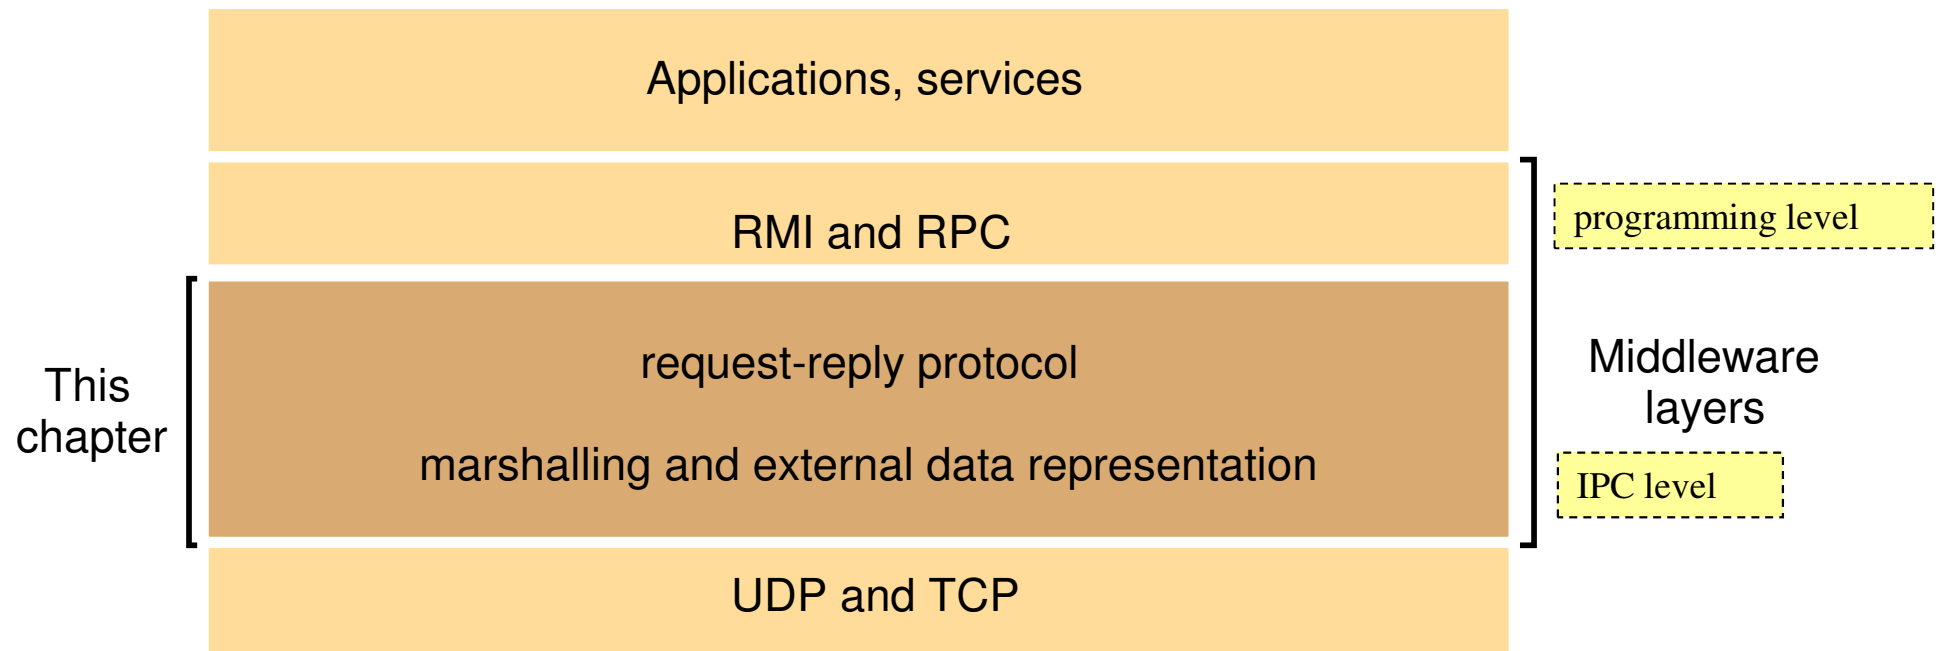 Applications, services
RMI and RPC
programming level
request-reply protocol
This
chapter
Middleware
layers
marshalling and external data representation
IPC level
UDP and TCP